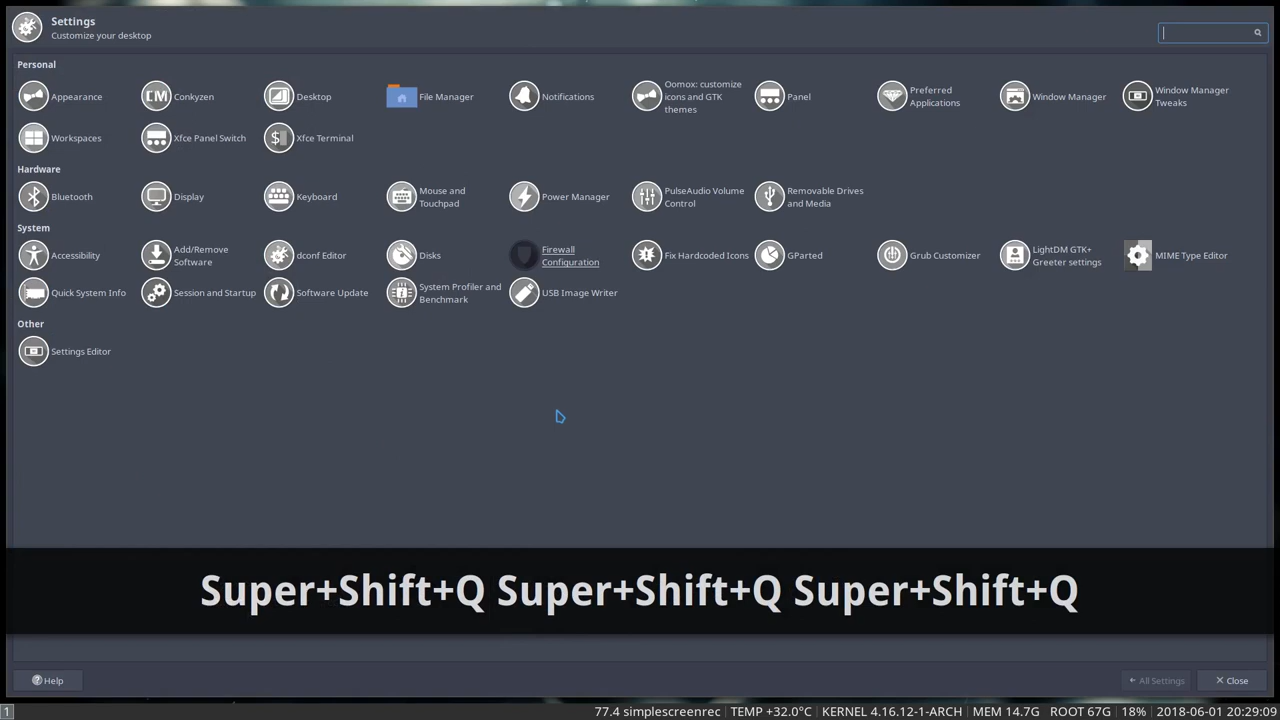 Settings
Customize your desktop
Personal
Appearance
Conkyzen
Desktop
File Manager
Notifications
Oomox: customize
icons and GTK
themes
Panel
Preferred
Applications
Window Manager
Window Manager
Tweaks
Workspaces
Xfce Panel Switch
Xfce Terminal
Hardware
Bluetooth
Display
Keyboard
Mouse and
Touchpad
Power Manager
PulseAudio Volume
Control
Removable Drives
and Media
System
Accessibility
Add/Remove
Software
dconf Editor
Disks
Firewall
Configuration
Fix Hardcoded Icons
GParted
Grub Customizer
LightDM GTK+
Greeter settings
MIME Type Editor
Quick System Info
Session and Startup
Software Update
System Profiler and
Benchmark
USB Image Writer
Other
Settings Editor
Super+Shift+Q Super+Shift+Q Super+Shift+Q
Help
All Settings
Close
1
77.4 simplescreenrec TEMP +32.0°C KERNEL 4.16.12-1-ARCH MEM 14.7G ROOT 67G 18% 2018-06-01 20:29:09